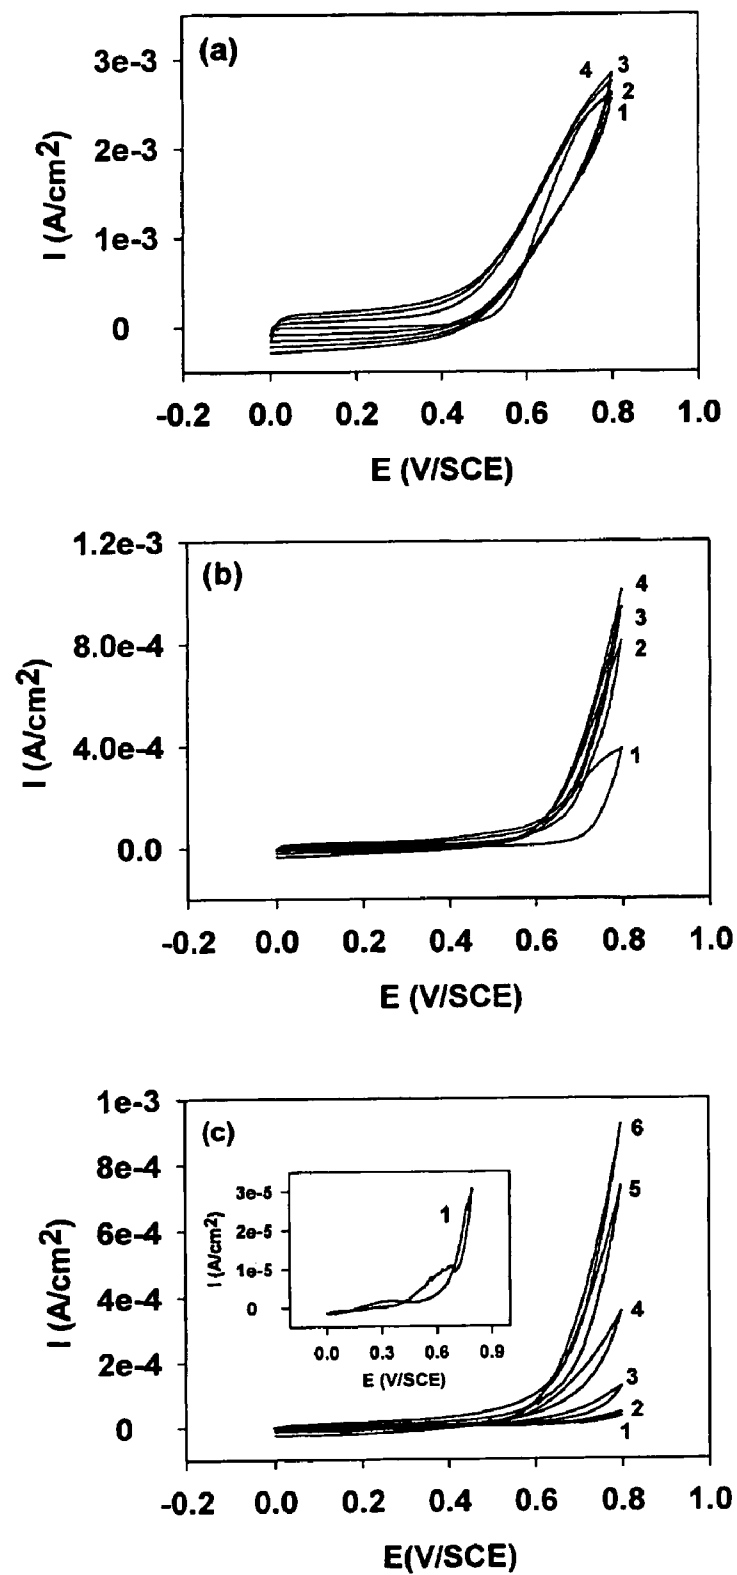 (a)
3e-3
2e-3
1e-3
0
I (A/cm2)
4 3
2
1
-0.2 0.0 0.2 0.4 0.6 0.8 1.0
E (V/SCE)
(b)
1.2e-3
8.0e-4
4.0e-4
0.0
I (A/cm2)
4
3
2
1
-0.2 0.0 0.2 0.4 0.6 0.8 1.0
E (V/SCE)
(c)
1e-3
8e-4
6e-4
4e-4
2e-4
0
I (A/cm2)
3e-5
2e-5
1e-5
0
I (A/cm2)
1
0.0 0.3 0.6 0.9
E (V/SCE)
6
5
4
3
2
1
-0.2 0.0 0.2 0.4 0.6 0.8 1.0
E(V/SCE)